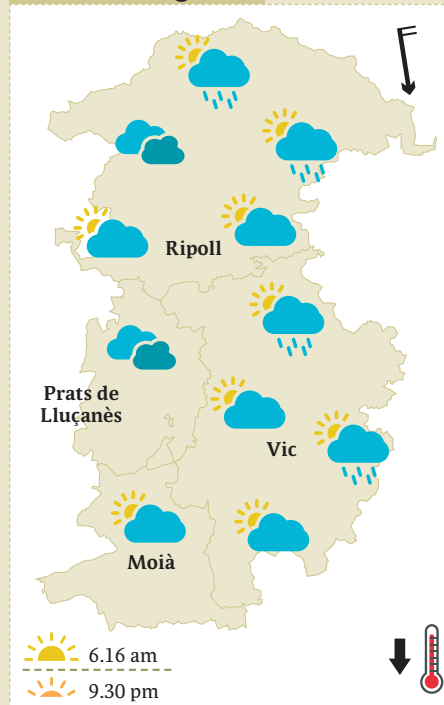 Ripoll
Prats de
Lluçanès
Vic
Moià
6.16 am
9.30 pm